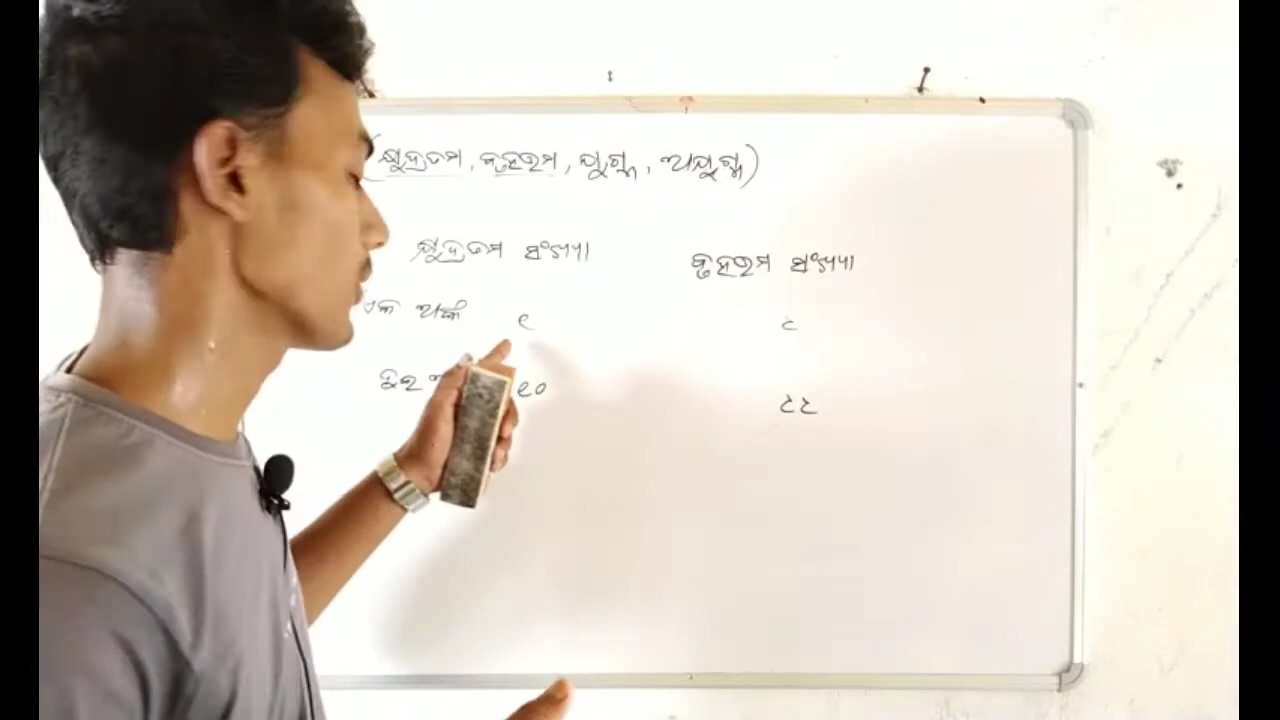 (କ୍ଷୁଦ୍ରତମ, ବୃହତ୍ତମ, ଯୁଗ୍ମ, ଅଯୁଗ୍ମ)
କ୍ଷୁଦ୍ରତମ ସଂଖ୍ୟା ବୃହତ୍ତମ ସଂଖ୍ୟା
ଏକ ଅଙ୍କ ୧ ୯
ଦୁଇ ୧୦ ୯୯